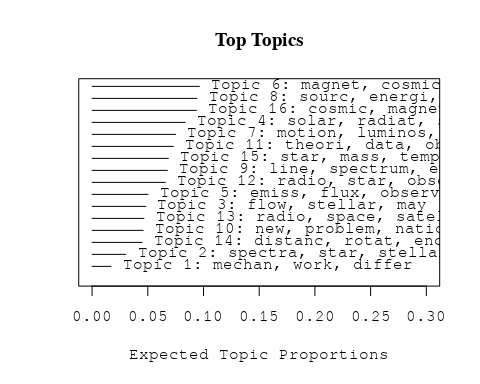 Top Topics
Topic 6: magnet, cosmic
Topic 8: sourc, energi,
Topic 16: cosmic, magne
Topic 4: solar, radiat,
Topic 7: motion, luminos,
Topic 11: theori, data, ob
Topic 15: star, mass, temp
Topic 9: line, spectrum, e
Topic 12: radio, star, obs
Topic 5: emiss, flux, observ
Topic 3: flow, stellar, may
Topic 13: radio, space, satel
Topic 10: new, problem, natio
Topic 14: distanc, rotat, eno
Topic 2: spectra, star, stella
Topic 1: mechan, work, differ
0.00 0.05 0.10 0.15 0.20 0.25 0.30
Expected Topic Proportions